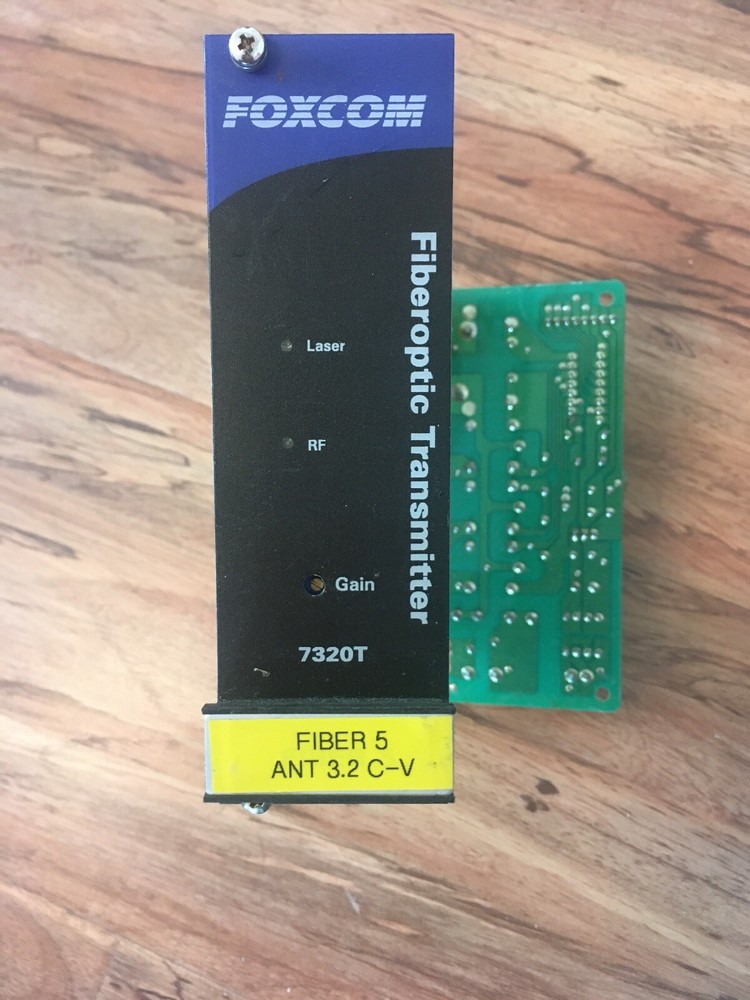 FOXCOM
Fiberoptic Transmitter
Laser
RF
Gain
7320T
FIBER 5
ANT 3.2 C-V